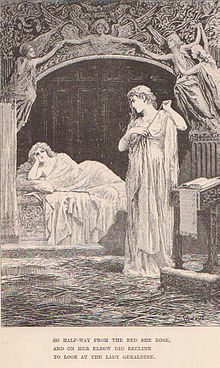 SO HALF-WAY FROM THE BED SHE ROSE,
AND ON HER ELBOW DID RECLINE
TO LOOK AT THE LADY GERALDINE.